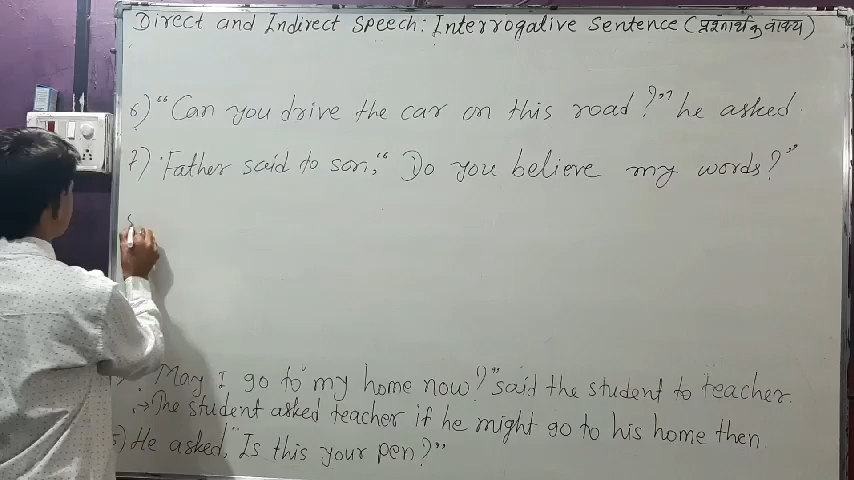 Direct and Indirect Speech: Interrogative Sentence (प्रश्नार्थक वाक्य)
6) "Can you drive the car on this road?" he asked.
7) Father said to son, "Do you believe my words?"
) May I go to my home now?" said the student to teacher.
→ The student asked teacher if he might go to his home then.
5) He asked, "Is this your pen?"